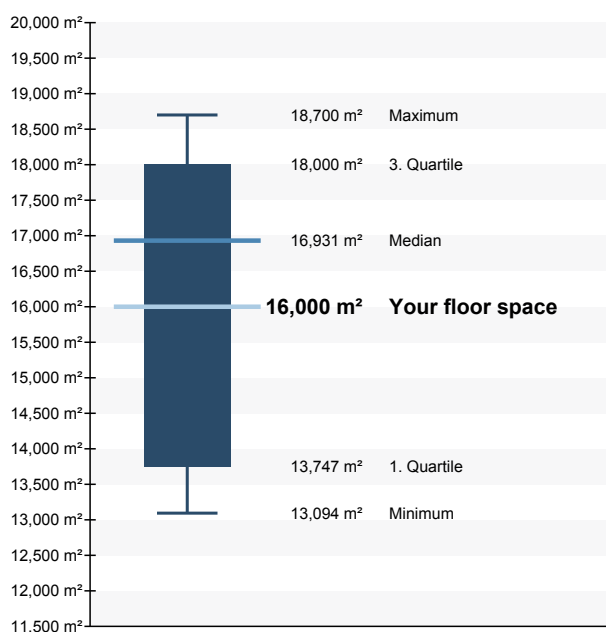 20,000 m²
19,500 m²
19,000 m²
18,500 m²
18,700 m² Maximum
18,000 m²
18,000 m² 3. Quartile
17,500 m²
17,000 m²
16,931 m² Median
16,500 m²
16,000 m²
16,000 m² Your floor space
15,500 m²
15,000 m²
14,500 m²
14,000 m²
13,747 m² 1. Quartile
13,500 m²
13,000 m²
13,094 m² Minimum
12,500 m²
12,000 m²
11,500 m²